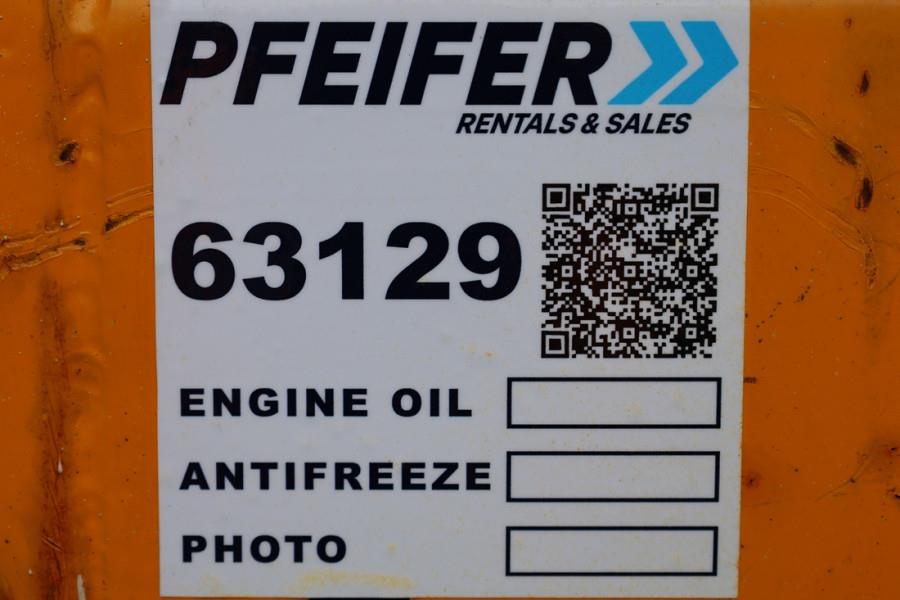 PFEIFER
RENTALS & SALES
63129
ENGINE OIL
ANTIFREEZE
PHOTO